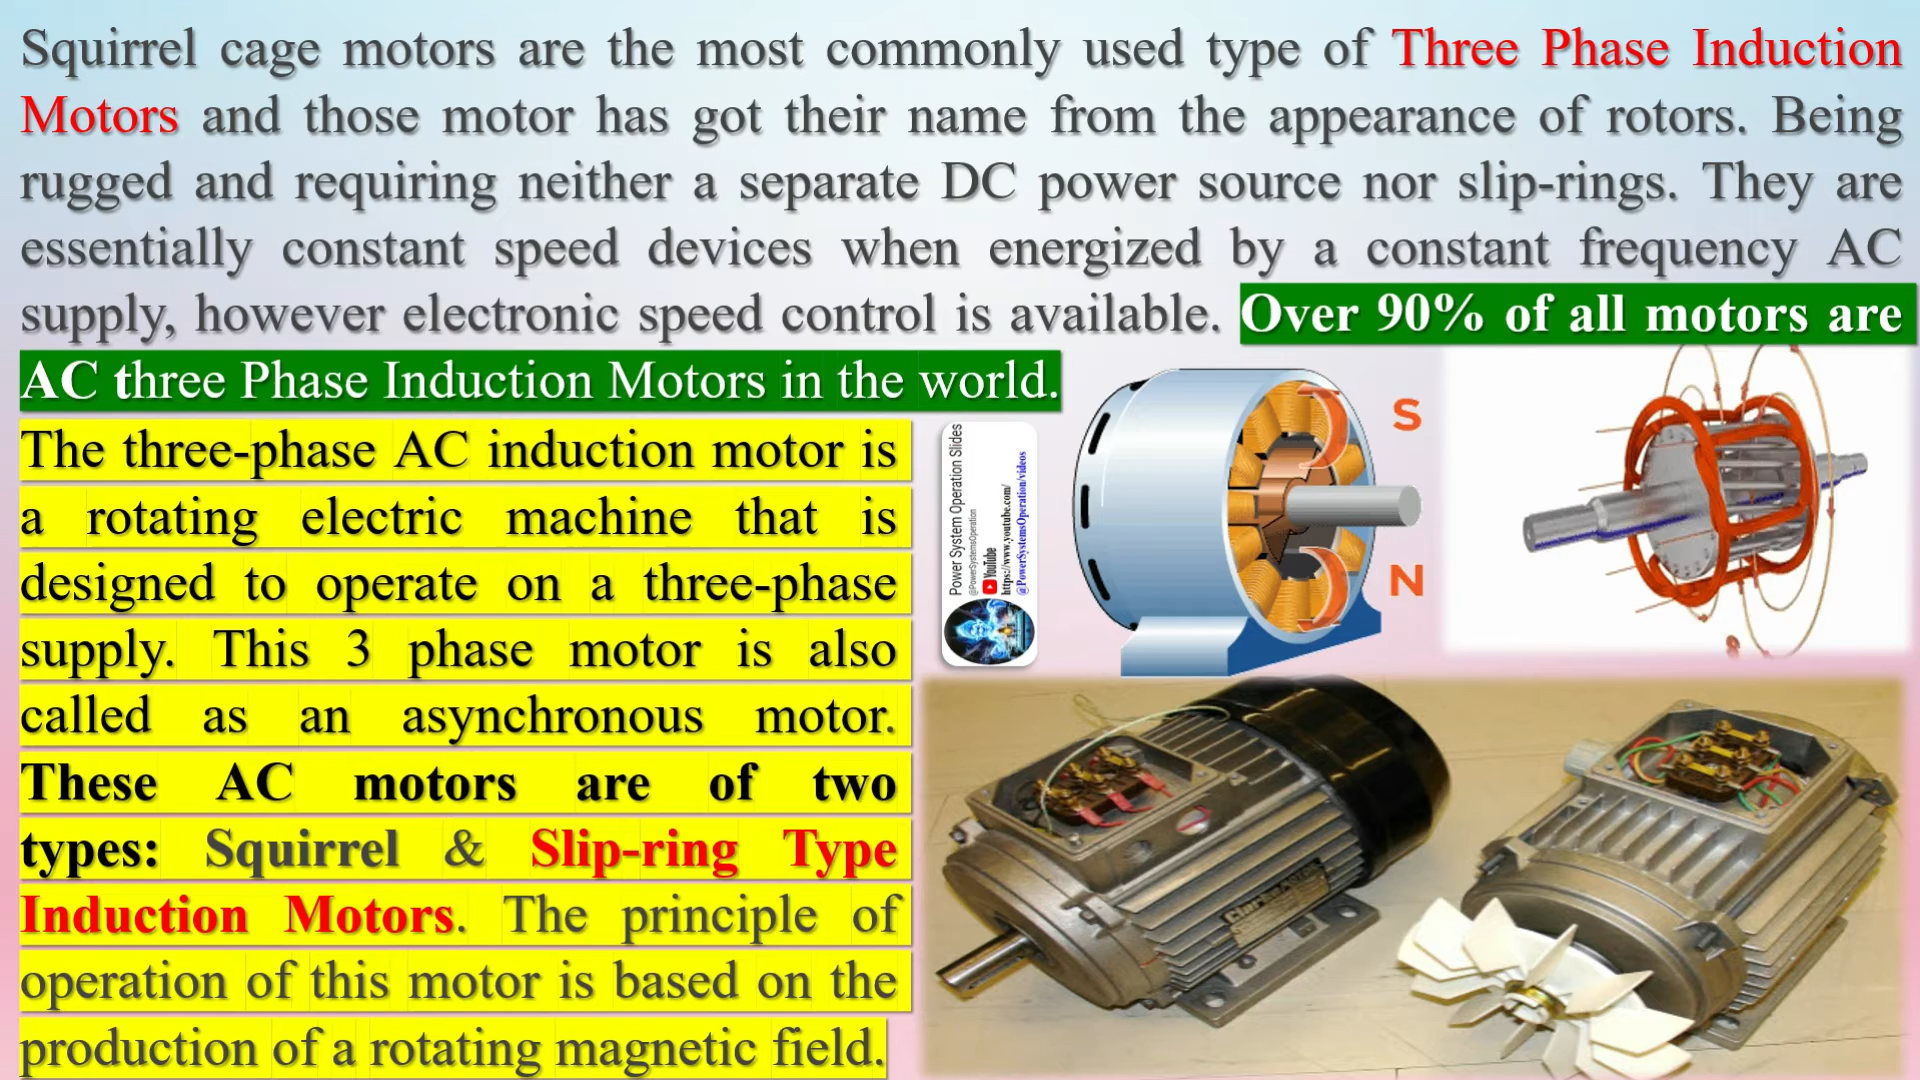 Squirrel cage motors are the most commonly used type of Three Phase Induction
Motors and those motor has got their name from the appearance of rotors. Being
rugged and requiring neither a separate DC power source nor slip-rings. They are
essentially constant speed devices when energized by a constant frequency AC
supply, however electronic speed control is available. Over 90% of all motors are
AC three Phase Induction Motors in the world.
The three-phase AC induction motor is
a rotating electric machine that is
designed to operate on a three-phase
supply. This 3 phase motor is also
called as an asynchronous motor.
These AC motors are of two
types: Squirrel & Slip-ring Type
Induction Motors. The principle of
operation of this motor is based on the
production of a rotating magnetic field.
Power System Operation Slides
@PowerSystemsOperation
YouTube
https://www.youtube.com/
@PowerSystemsOperation/videos
S
N